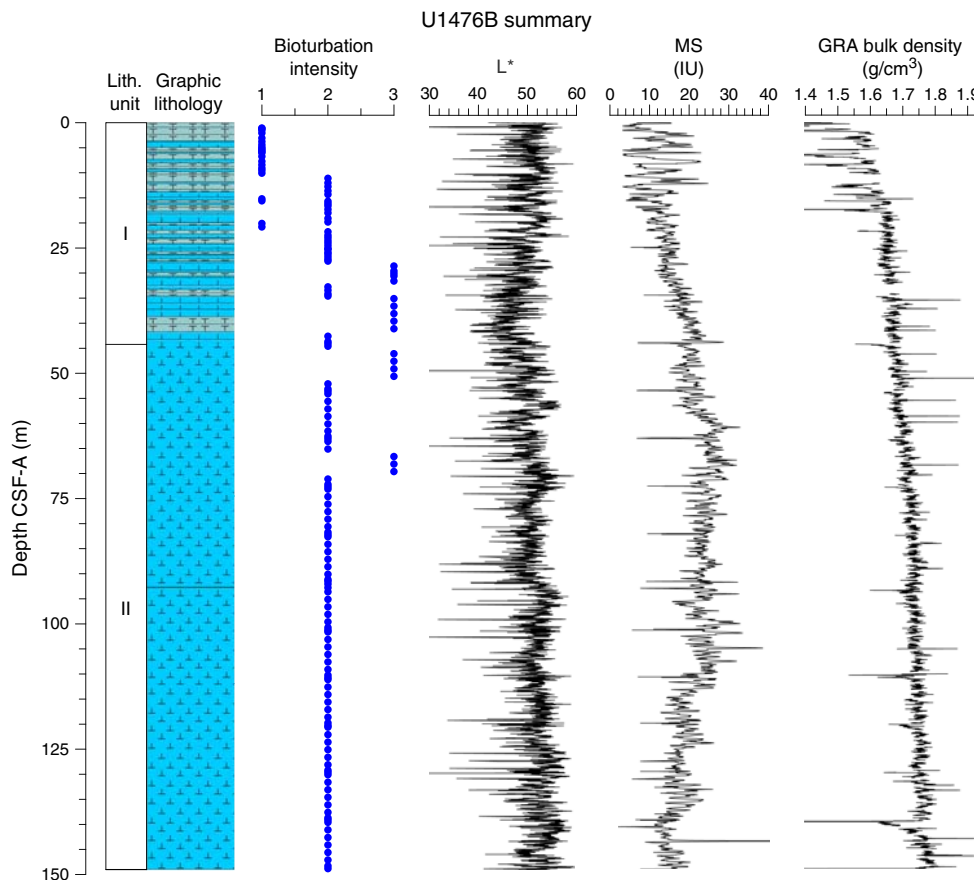 U1476B summary
Lith. unit
Graphic lithology
Bioturbation intensity
1 2 3
L*
30 40 50 60
MS (IU)
0 10 20 30 40
GRA bulk density (g/cm³)
1.4 1.5 1.6 1.7 1.8 1.9
Depth CSF-A (m)
0
25
50
75
100
125
150
I
II